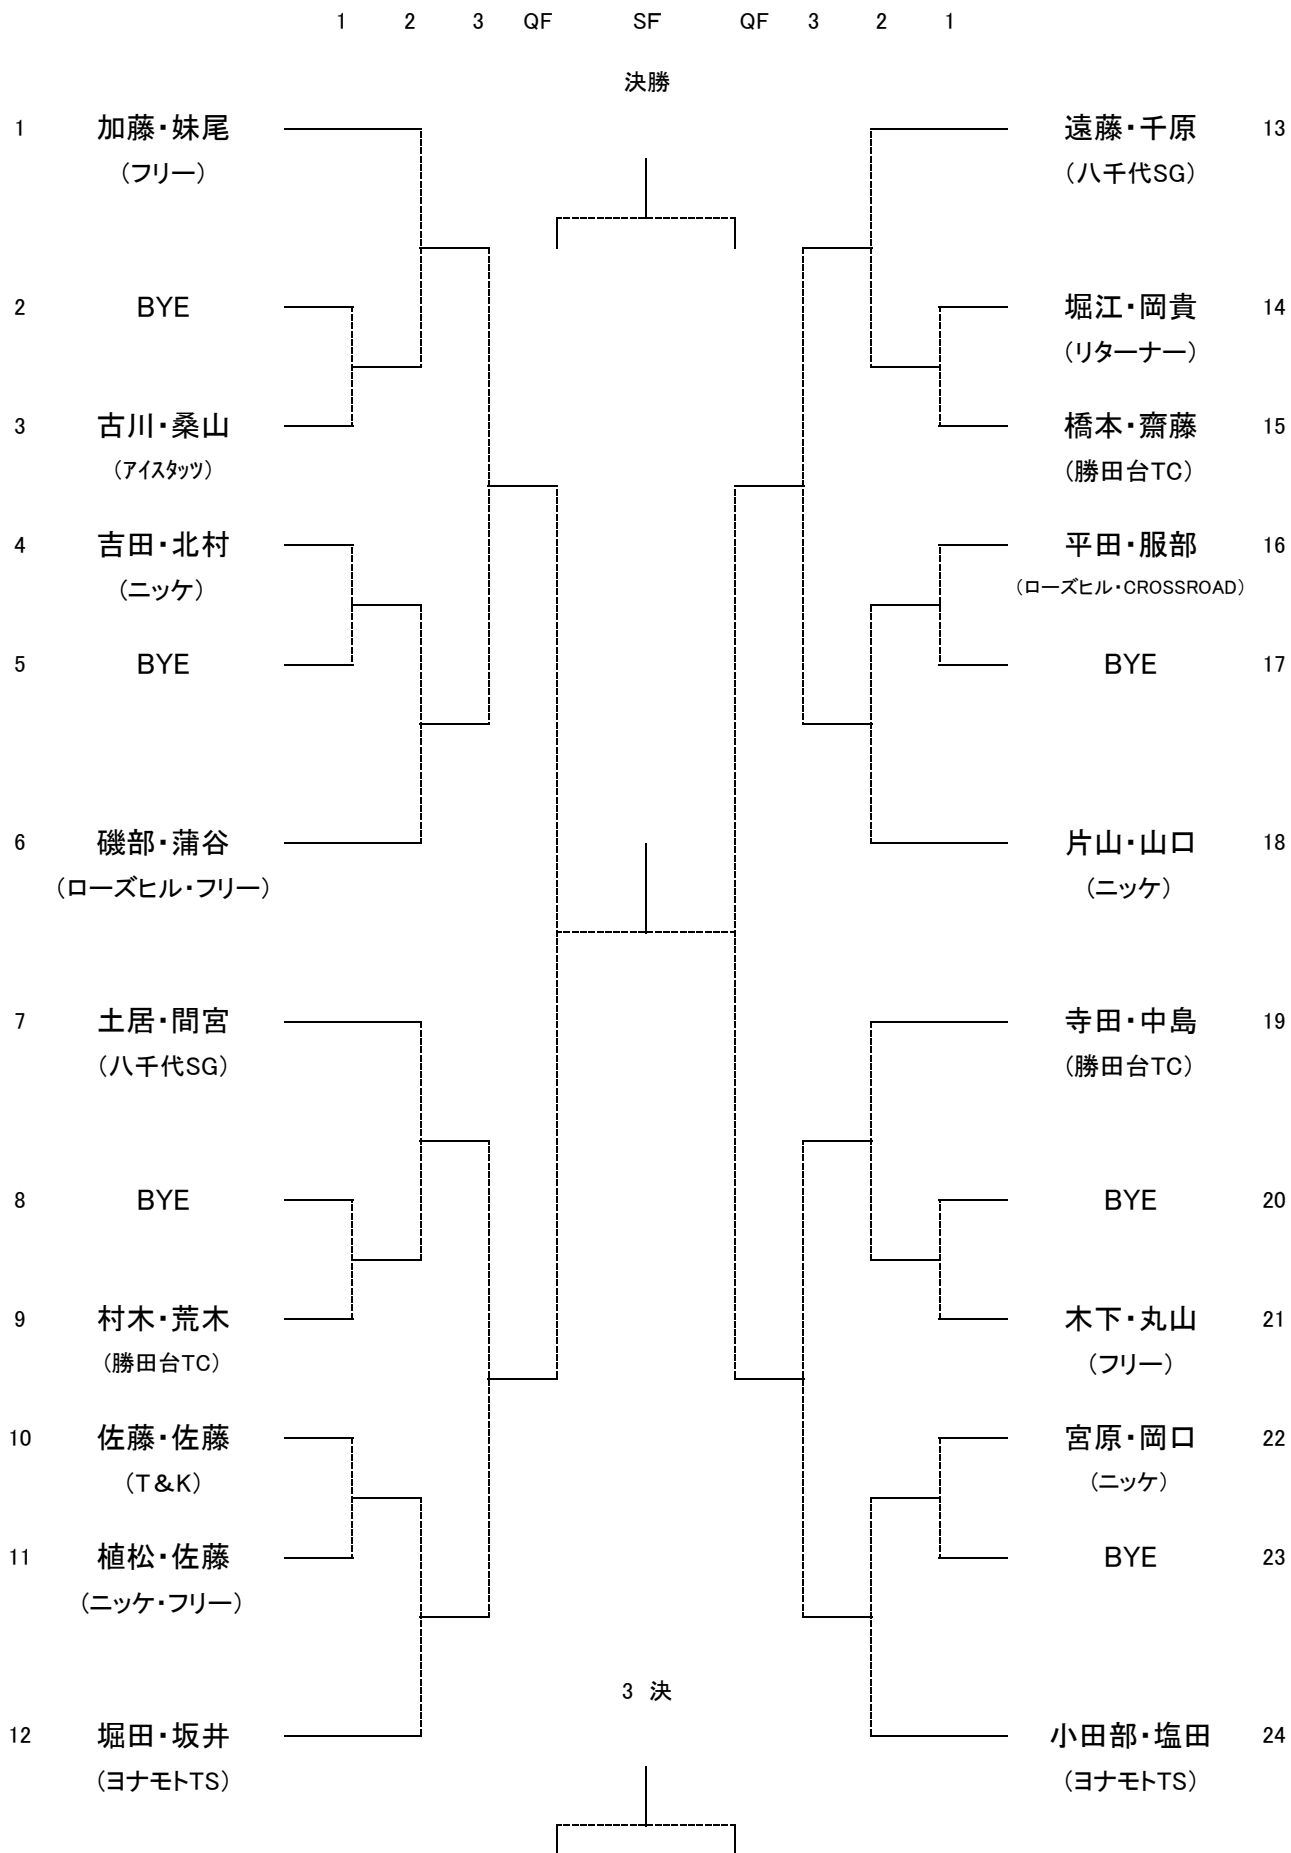 1 2 3 QF SF QF 3 2 1
決勝
1 加藤・妹尾 遠藤・千原 13
(フリー) (八千代SG)
2 BYE 堀江・岡貴 14
(リターナー)
3 古川・桑山 橋本・齋藤 15
(アイスタッツ) (勝田台TC)
4 吉田・北村 平田・服部 16
(ニッケ) (ローズヒル・CROSSROAD)
5 BYE BYE 17
6 磯部・蒲谷 片山・山口 18
(ローズヒル・フリー) (ニッケ)
7 土居・間宮 寺田・中島 19
(八千代SG) (勝田台TC)
8 BYE BYE 20
9 村木・荒木 木下・丸山 21
(勝田台TC) (フリー)
10 佐藤・佐藤 宮原・岡口 22
(T&K) (ニッケ)
11 植松・佐藤 BYE 23
(ニッケ・フリー)
3 決
12 堀田・坂井 小田部・塩田 24
(ヨナモトTS) (ヨナモトTS)